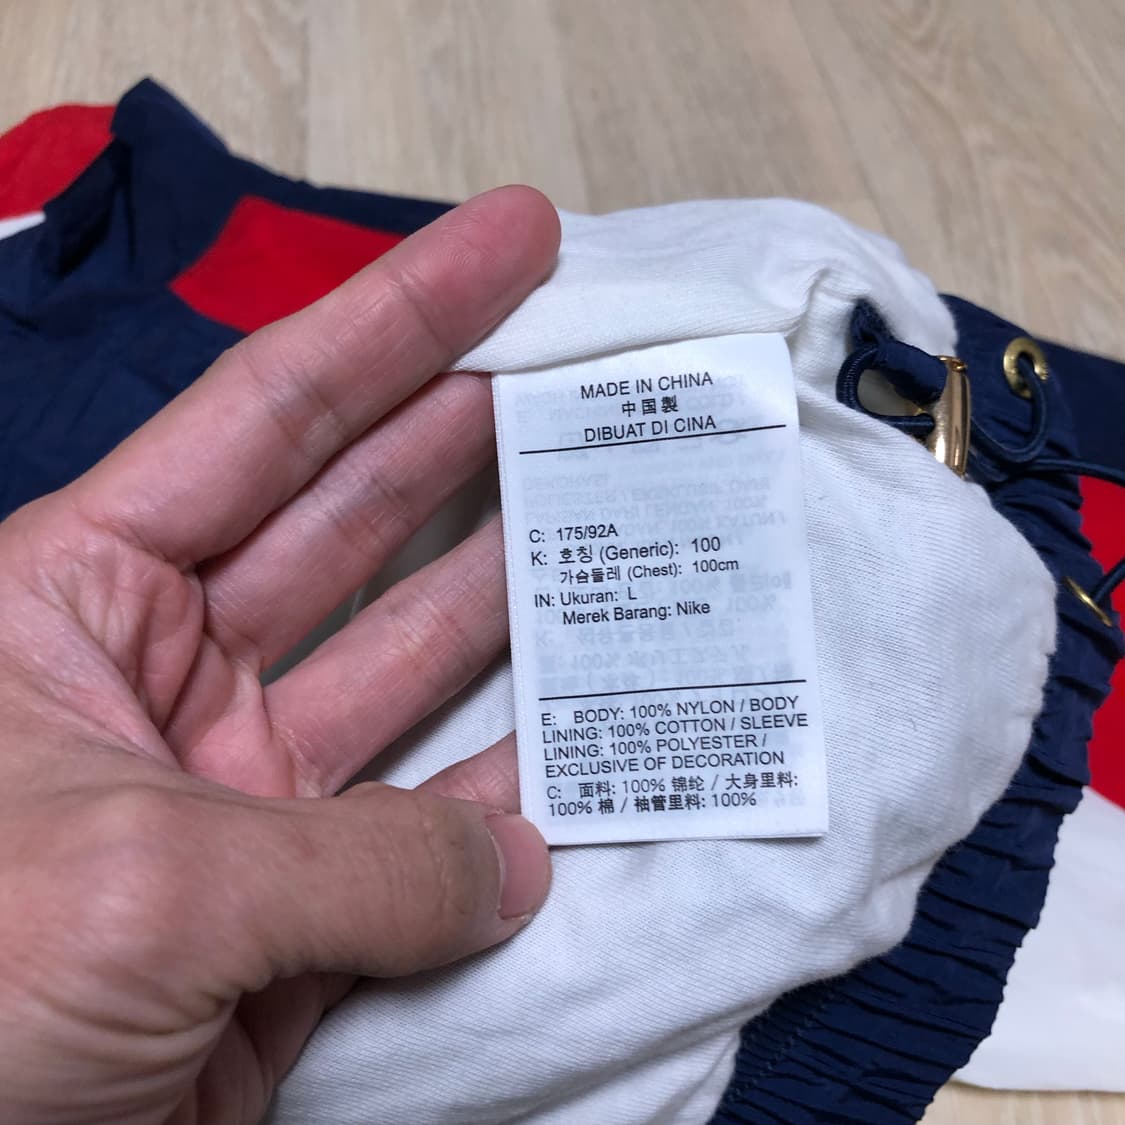 MADE IN CHINA
中国製
DIBUAT DI CINA
C: 175/92A
K: 호칭 (Generic): 100
가슴둘레 (Chest): 100cm
IN: Ukuran: L
Merek Barang: Nike
E: BODY: 100% NYLON / BODY
LINING: 100% COTTON / SLEEVE
LINING: 100% POLYESTER /
EXCLUSIVE OF DECORATION
C: 面料: 100% 锦纶 / 大身里料:
100% 棉 / 袖管里料: 100%